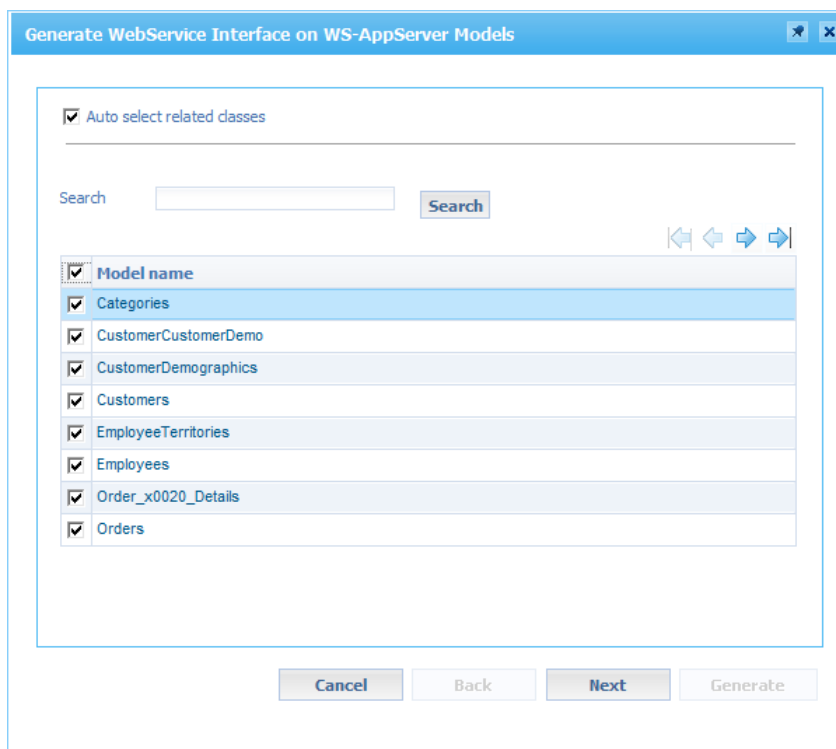 Generate WebService Interface on WS-AppServer Models
Auto select related classes
Search
Search
Model name
Categories
CustomerCustomerDemo
CustomerDemographics
Customers
EmployeeTerritories
Employees
Order_x0020_Details
Orders
Cancel Back Next Generate